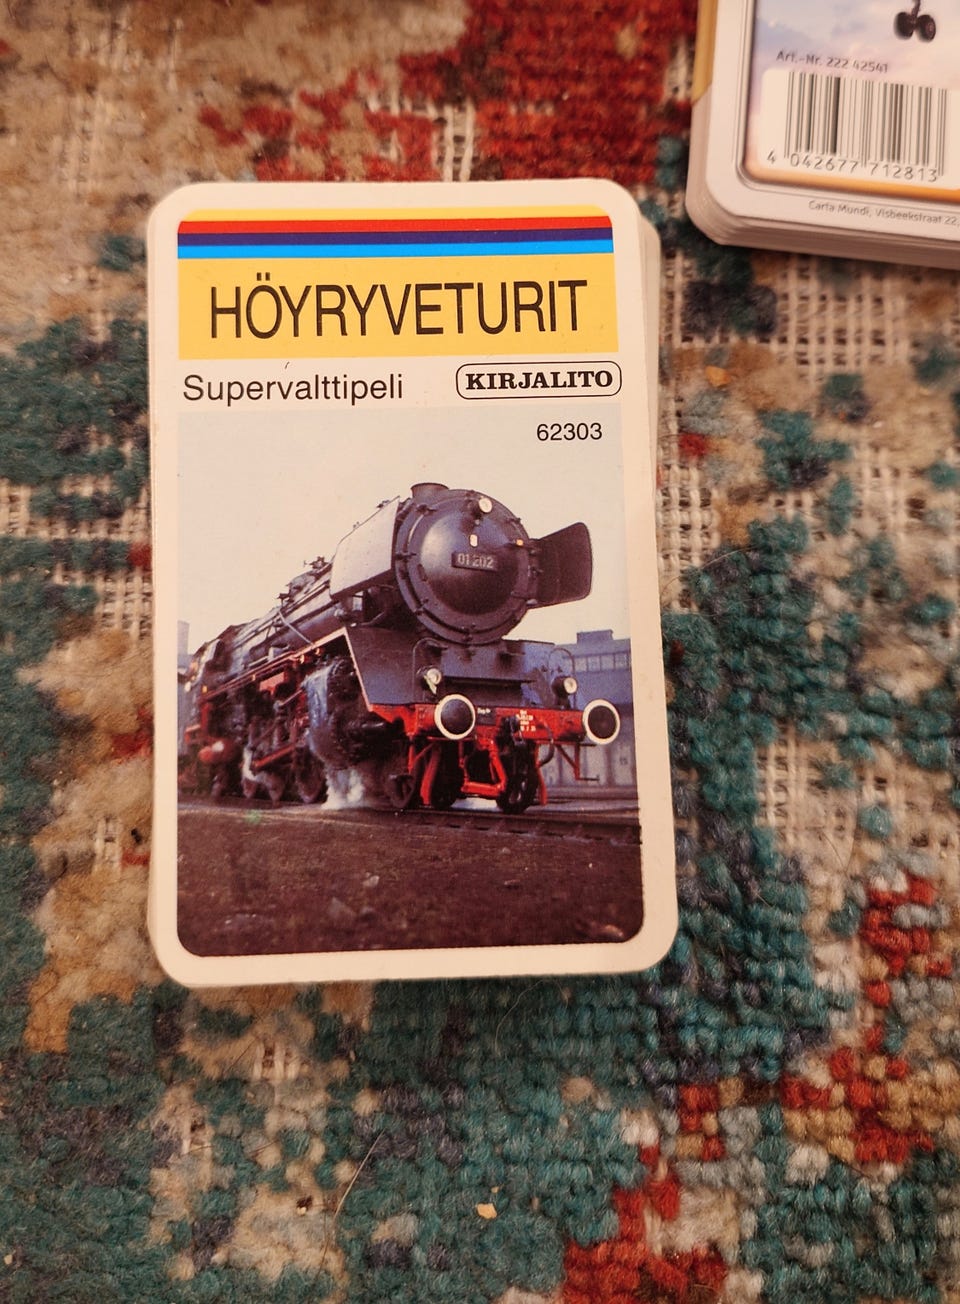 Art.-Nr. 222 42541
4 042677 712813
Carta Mundi, Visbeekstraat 22,
HÖYRYVETURIT
Supervalttipeli
KIRJALITO
62303
01 202